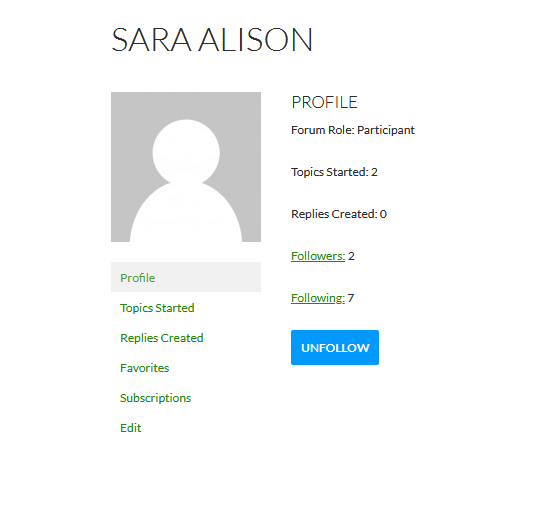 SARA ALISON
PROFILE
Forum Role: Participant
Topics Started: 2
Replies Created: 0
Followers: 2
Following: 7
UNFOLLOW
Profile
Topics Started
Replies Created
Favorites
Subscriptions
Edit